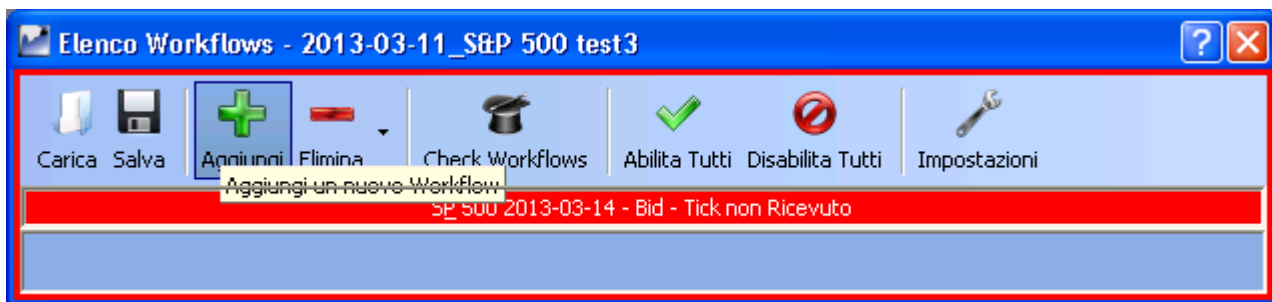 Elenco Workflows - 2013-03-11_S&P 500 test3
Carica Salva Aggiungi Elimina Check Workflows Abilita Tutti Disabilita Tutti Impostazioni
Aggiungi un nuovo Workflow
SP 500 2013-03-14 - Bid - Tick non Ricevuto